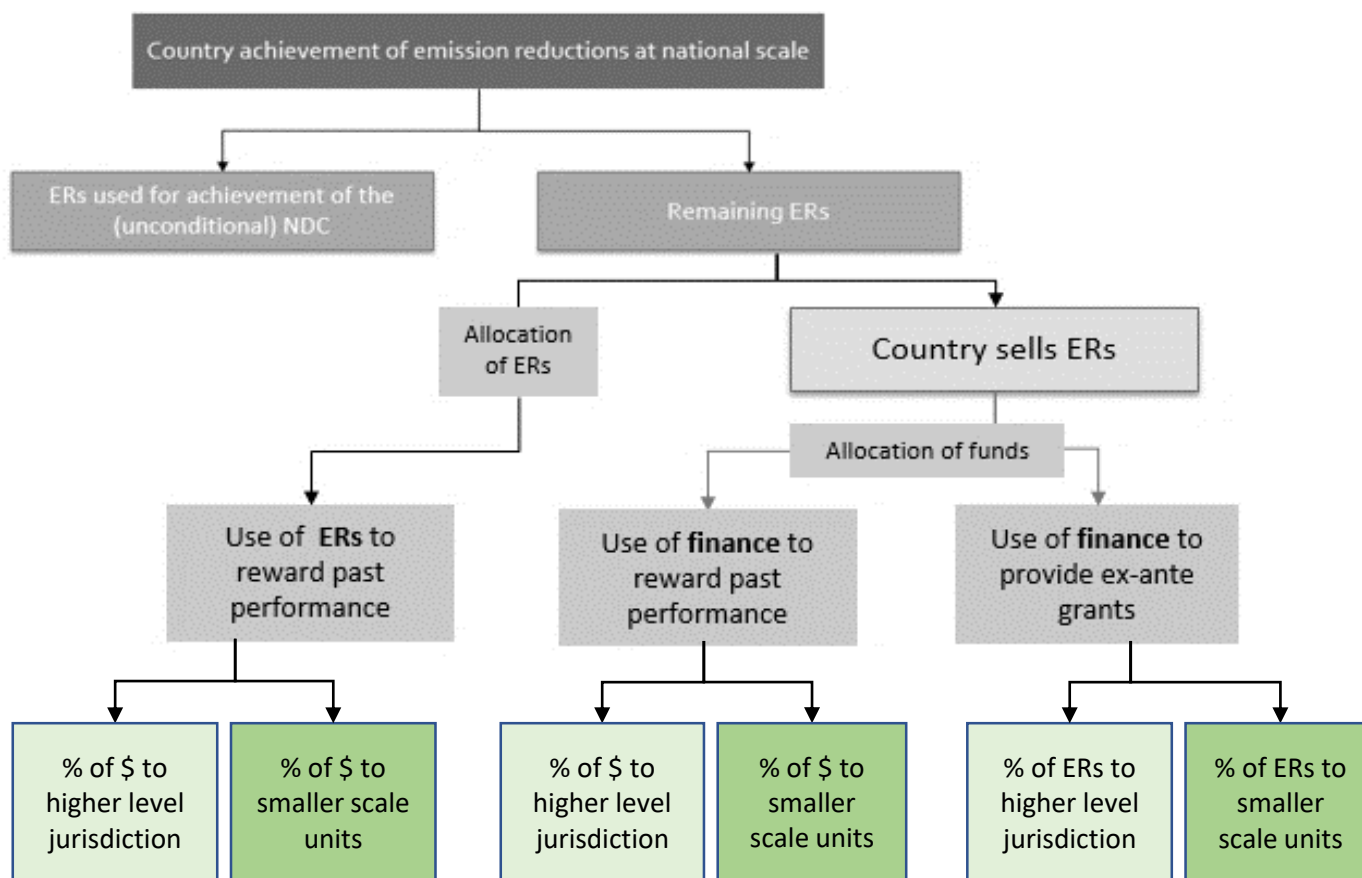 Country achievement of emission reductions at national scale
ERs used for achievement of the
(unconditional) NDC
Remaining ERs
Allocation
of ERs
Country sells ERs
Allocation of funds
Use of ERs to
reward past
performance
Use of finance to
reward past
performance
Use of finance to
provide ex-ante
grants
% of $ to
higher level
jurisdiction
% of $ to
smaller scale
units
% of $ to
higher level
jurisdiction
% of $ to
smaller
scale units
% of ERs to
higher level
jurisdiction
% of ERs to
smaller
scale units